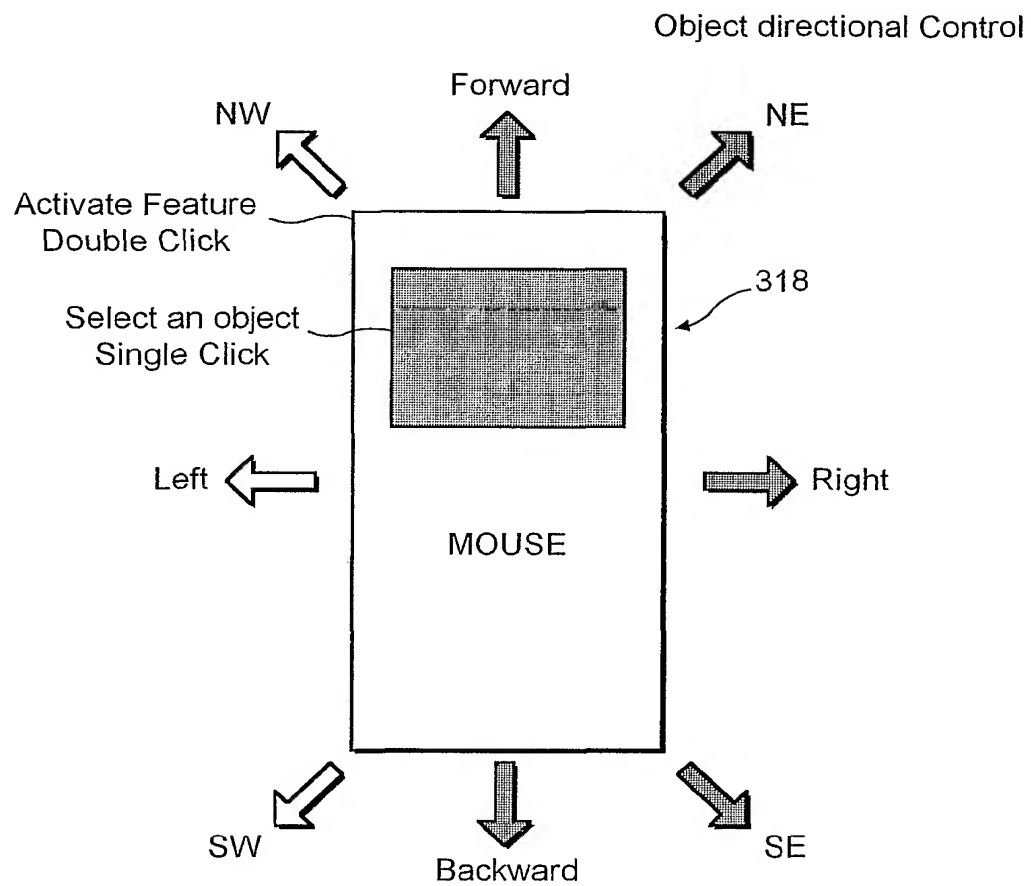 Object directional Control
Forward
NW
NE
Activate Feature
Double Click
318
Select an object
Single Click
Left
Right
MOUSE
SW
SE
Backward